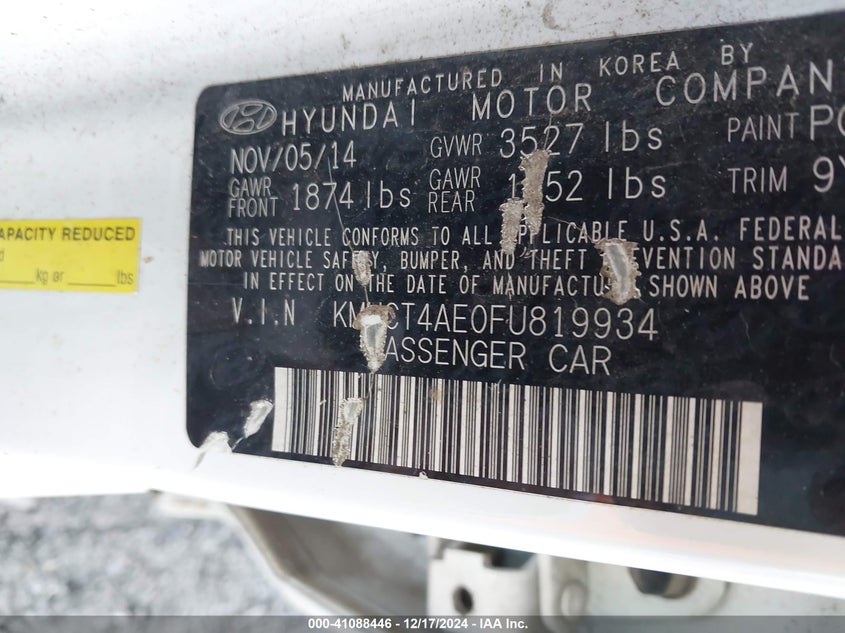 MANUFACTURED IN KOREA BY
HYUNDAI MOTOR COMPAN
NOV/05/14 GVWR 3527 lbs PAINT
GAWR FRONT 1874 lbs GAWR REAR lbs TRIM 9Y
APACITY REDUCED
kg or lbs
THIS VEHICLE CONFORMS TO ALL APPLICABLE U.S.A. FEDERAL
MOTOR VEHICLE SAFETY, BUMPER, AND THEFT STANDA
IN EFFECT ON THE DATE OF MANUFACTU SHOWN ABOVE
V.I.N CT4AE0FU819934
ASSENGER CAR
000-41088446 - 12/17/2024 - IAA Inc.